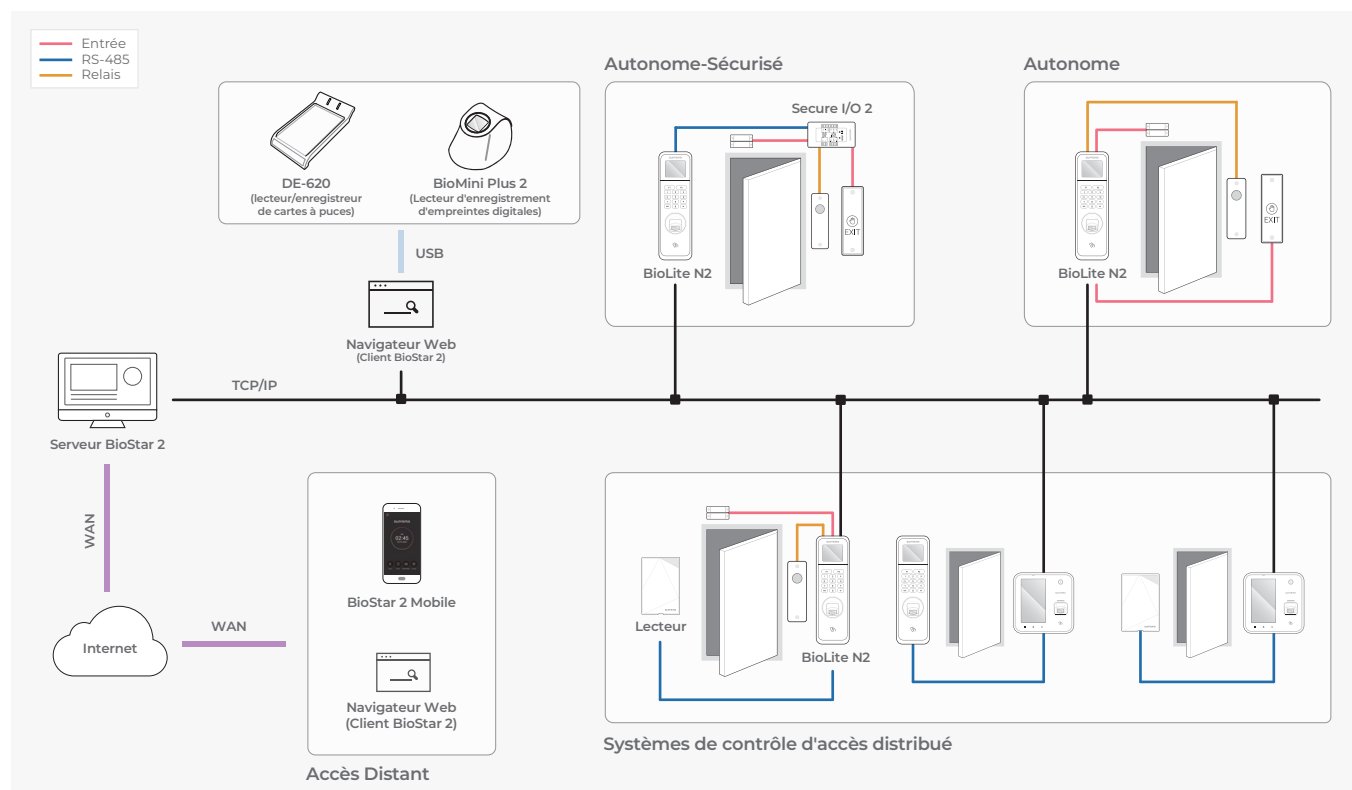 Entrée
RS-485
Relais
DE-620
(lecteur/enregistreur
de cartes à puces)
BioMini Plus 2
(Lecteur d'enregistrement
d'empreintes digitales)
USB
Navigateur Web
(Client BioStar 2)
TCP/IP
Serveur BioStar 2
WAN
Internet
WAN
BioStar 2 Mobile
Navigateur Web
(Client BioStar 2)
Accès Distant
Autonome-Sécurisé
Secure I/O 2
EXIT
BioLite N2
Autonome
EXIT
BioLite N2
02:45
Lecteur
BioLite N2
Systèmes de contrôle d'accès distribué